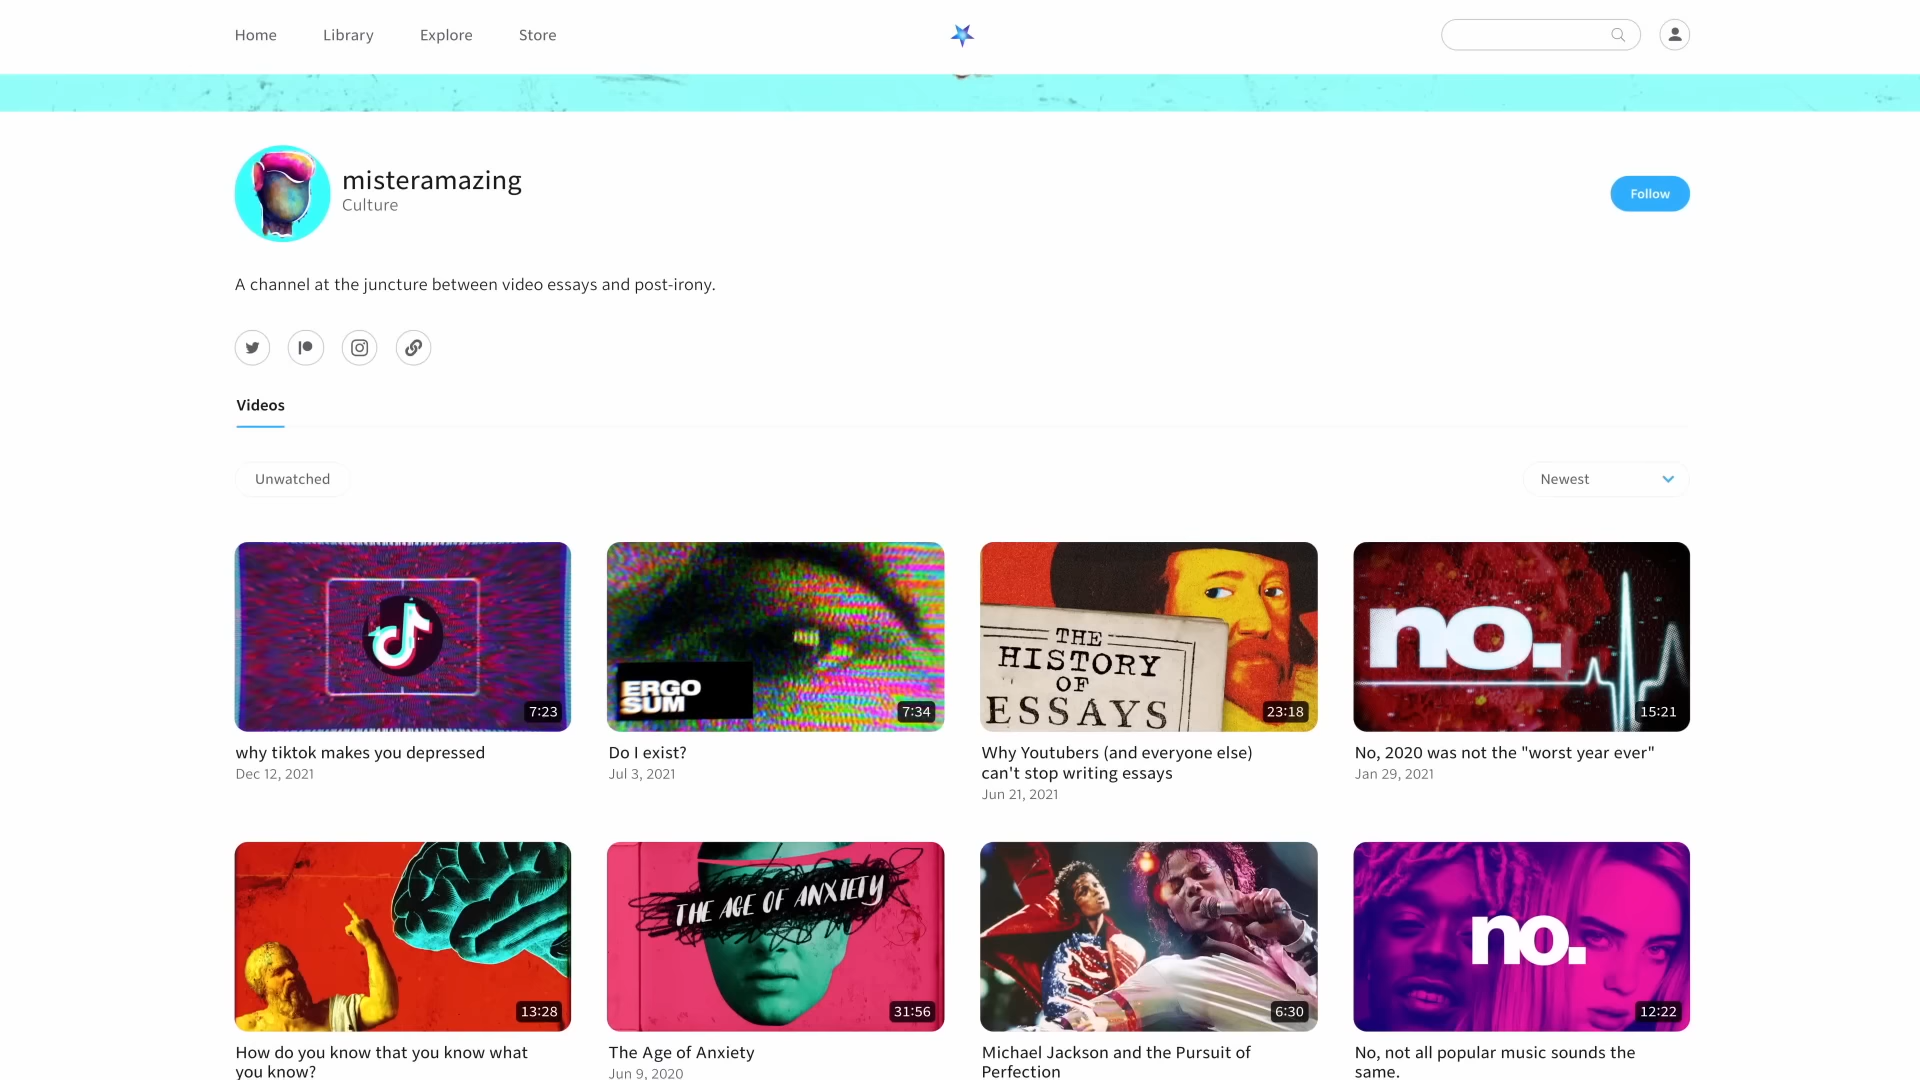 Home
Library
Explore
Store
misteramazing
Culture
Follow
A channel at the juncture between video essays and post-irony.
Videos
Unwatched
Newest
7:23
why tiktok makes you depressed
Dec 12, 2021
ERGO
SUM
7:34
Do I exist?
Jul 3, 2021
THE
HISTORY
OF
ESSAYS
23:18
Why Youtubers (and everyone else)
can't stop writing essays
Jun 21, 2021
no.
15:21
No, 2020 was not the "worst year ever"
Jan 29, 2021
13:28
How do you know that you know what
you know?
THE AGE OF ANXIETY
31:56
The Age of Anxiety
Jun 9, 2020
6:30
Michael Jackson and the Pursuit of
Perfection
no.
12:22
No, not all popular music sounds the
same.